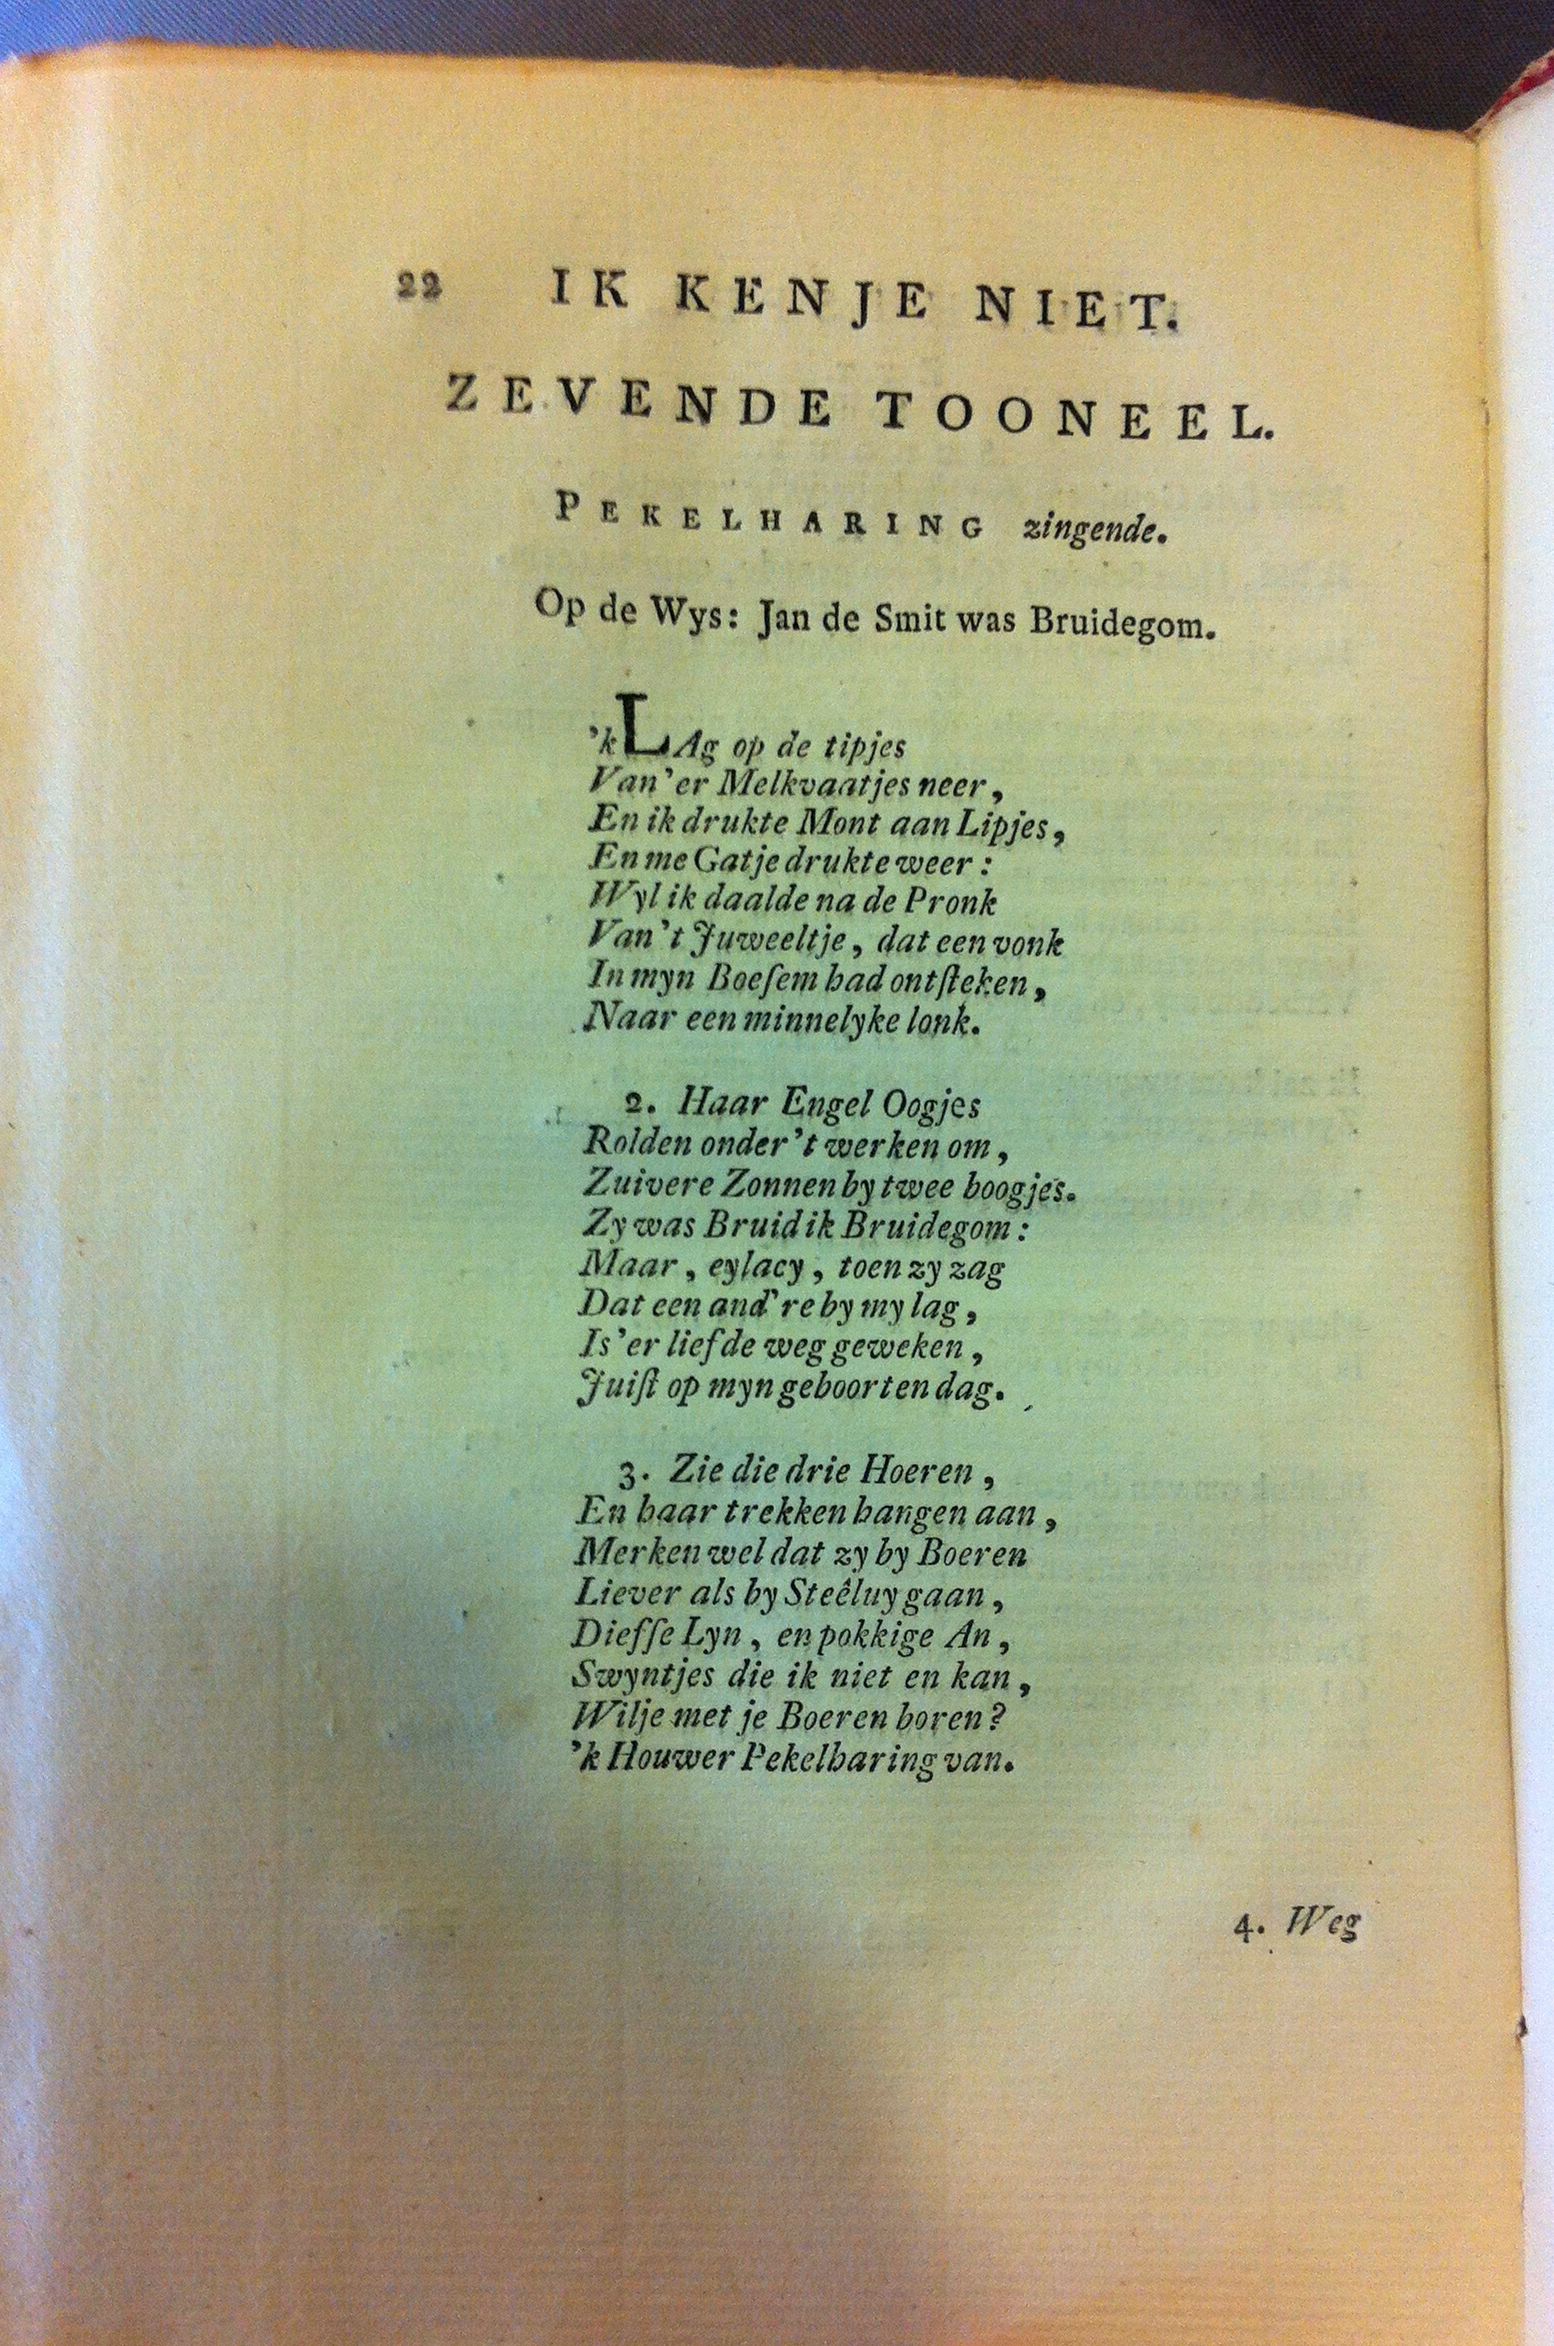 22 IK KEN JE NIET.
ZEVENDE TOONEEL.
PEKELHARING zingende.
Op de Wys: Jan de Smit was Bruidegom.
'k LAg op de tipjes
Van 'er Melkvaatjes neer,
En ik drukte Mont aan Lipjes,
En me Gatje drukte weer:
Wyl ik daalde na de Pronk
Van 't Juweeltje, dat een vonk
In myn Boeſem had ontſteken,
Naar een minnelyke lonk.
2. Haar Engel Oogjes
Rolden onder 't werken om,
Zuivere Zonnen by twee boogjes.
Zy was Bruid ik Bruidegom:
Maar, eylacy, toen zy zag
Dat een and're by my lag,
Is 'er liefde weg geweken,
Juiſt op myn geboorten dag.
3. Zie die drie Hoeren,
En haar trekken hangen aan,
Merken wel dat zy by Boeren
Liever als by Steêluy gaan,
Diefſe Lyn, en pokkige An,
Swyntjes die ik niet en kan,
Wilje met je Boeren horen?
'k Houwer Pekelharing van.
4. Weg